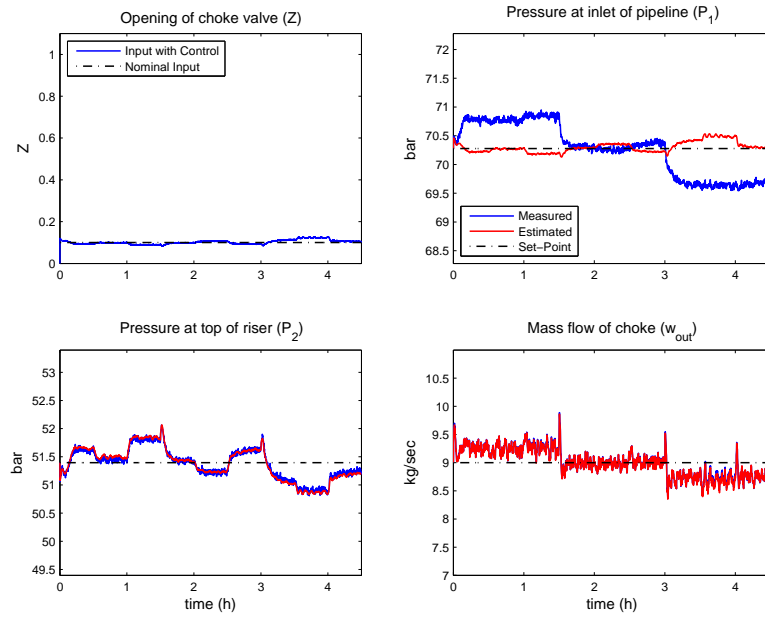 Opening of choke valve (Z)
Input with Control
Nominal Input
1
0.8
0.6
0.4
0.2
0
Z
0 1 2 3 4
Pressure at inlet of pipeline (P1)
72
71.5
71
70.5
70
69.5
69
68.5
bar
Measured
Estimated
Set-Point
0 1 2 3 4
Pressure at top of riser (P2)
53
52.5
52
51.5
51
50.5
50
49.5
bar
0 1 2 3 4
time (h)
Mass flow of choke (wout)
10.5
10
9.5
9
8.5
8
7.5
7
kg/sec
0 1 2 3 4
time (h)